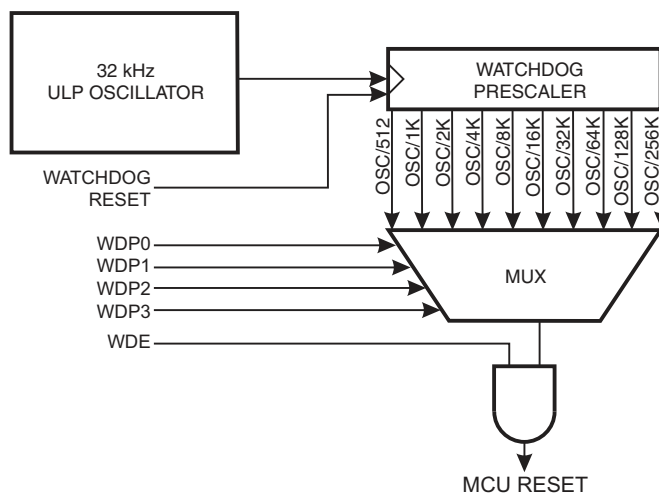 32 kHz
ULP OSCILLATOR
WATCHDOG
PRESCALER
OSC/512
OSC/1K
OSC/2K
OSC/4K
OSC/8K
OSC/16K
OSC/32K
OSC/64K
OSC/128K
OSC/256K
WATCHDOG
RESET
WDP0
WDP1
WDP2
WDP3
MUX
WDE
MCU RESET